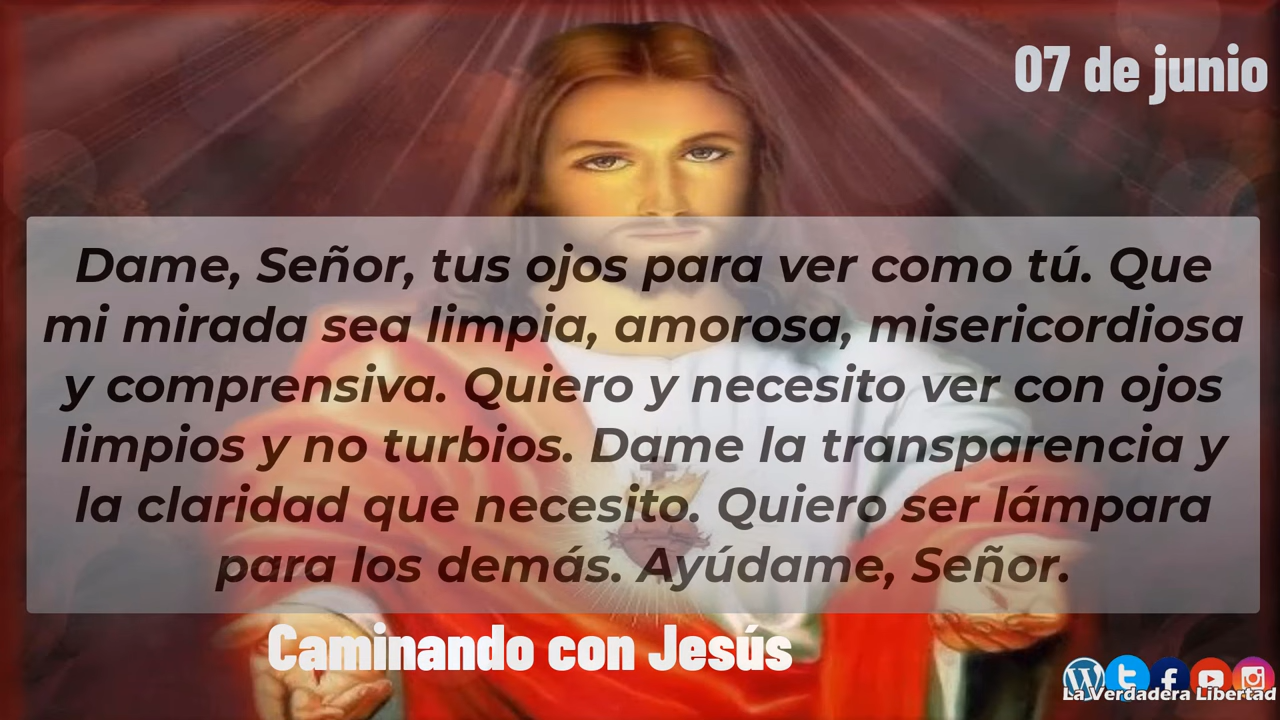 07 de junio
Dame, Señor, tus ojos para ver como tú. Que
mi mirada sea limpia, amorosa, misericordiosa
y comprensiva. Quiero y necesito ver con ojos
limpios y no turbios. Dame la transparencia y
la claridad que necesito. Quiero ser lámpara
para los demás. Ayúdame, Señor.
Caminando con Jesús
La Verdadera Libertad